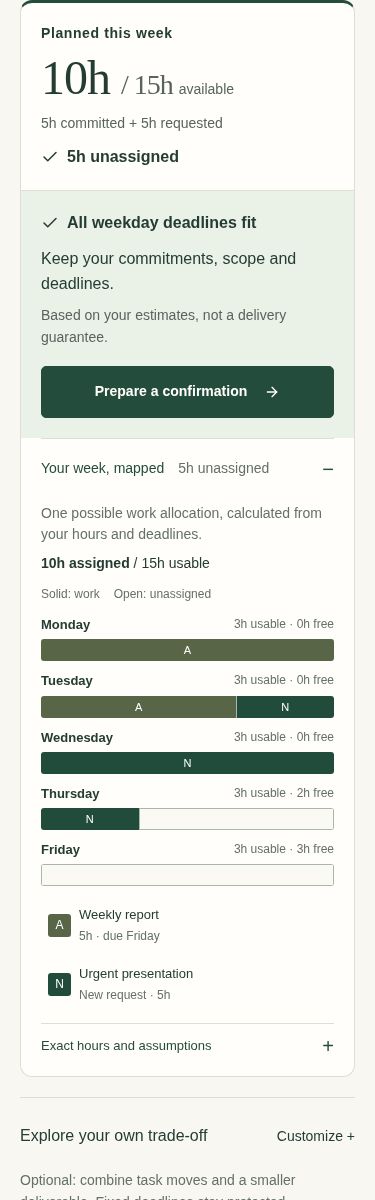 Planned this week
10h / 15h available
5h committed + 5h requested
5h unassigned
All weekday deadlines fit
Keep your commitments, scope and
deadlines.
Based on your estimates, not a delivery
guarantee.
Prepare a confirmation →
Your week, mapped 5h unassigned −
One possible work allocation, calculated from
your hours and deadlines.
10h assigned / 15h usable
Solid: work Open: unassigned
Monday 3h usable · 0h free
A
Tuesday 3h usable · 0h free
A N
Wednesday 3h usable · 0h free
N
Thursday 3h usable · 2h free
N
Friday 3h usable · 3h free
A Weekly report
5h · due Friday
N Urgent presentation
New request · 5h
Exact hours and assumptions +
Explore your own trade-off Customize +
Optional: combine task moves and a smaller
deliverable. Fixed deadlines stay protected.